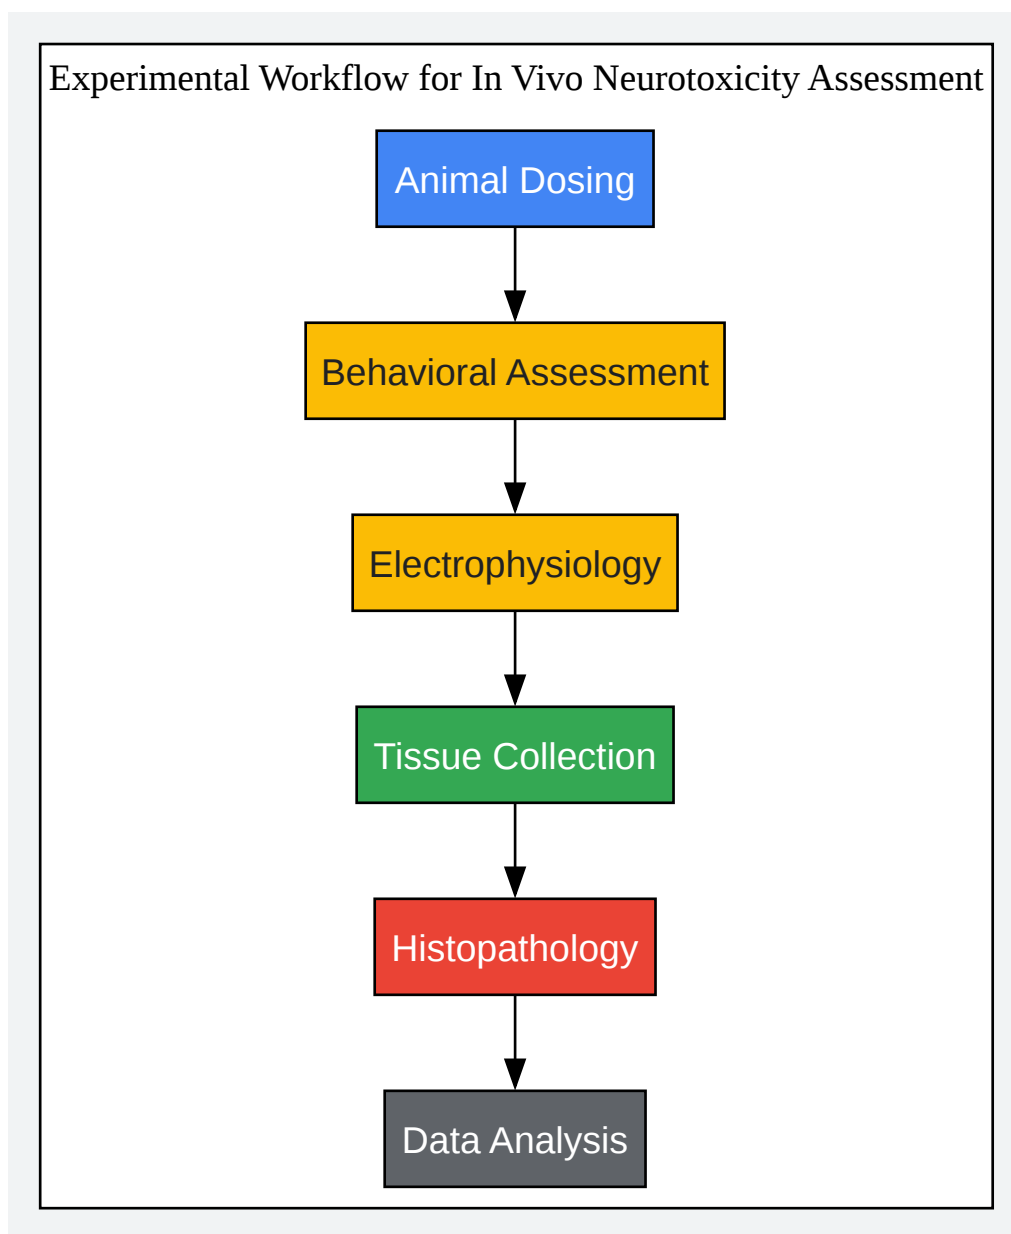 Experimental Workflow for In Vivo Neurotoxicity Assessment
Animal Dosing
Behavioral Assessment
Electrophysiology
Tissue Collection
Histopathology
Data Analysis